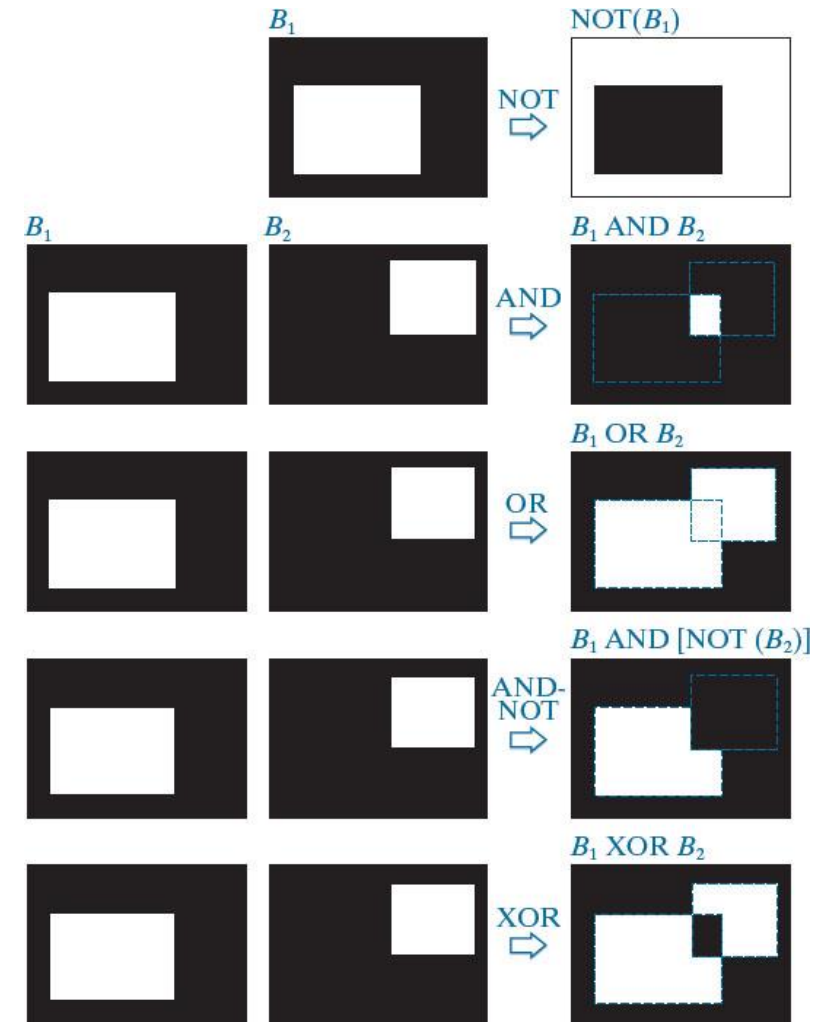 B₁ NOT(B₁)
NOT
B₁ B₂ B₁ AND B₂
AND
B₁ OR B₂
OR
B₁ AND [NOT (B₂)]
AND-
NOT
B₁ XOR B₂
XOR